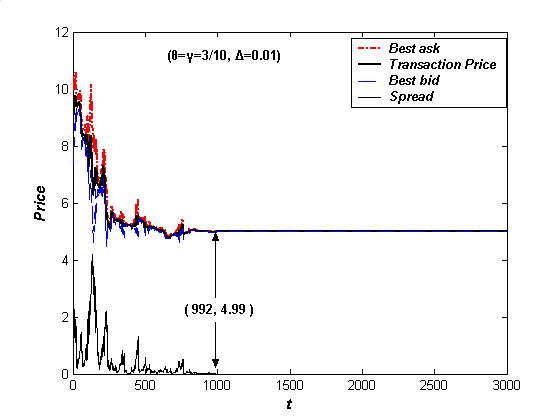 (θ=γ=3/10, Δ=0.01)
Best ask
Transaction Price
Best bid
Spread
12
10
8
6
4
2
0
Price
( 992, 4.99 )
0
500
1000
1500
2000
2500
3000
t